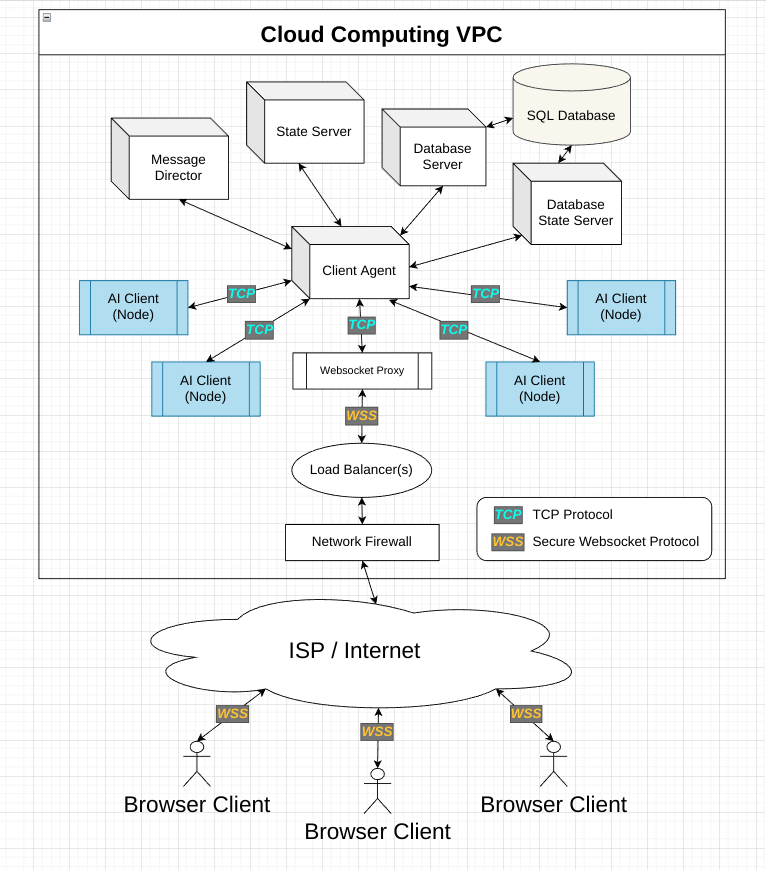 Cloud Computing VPC
SQL Database
State Server
Database
Server
Message
Director
Database
State Server
Client Agent
TCP
TCP
AI Client
(Node)
AI Client
(Node)
TCP
TCP
TCP
Websocket Proxy
AI Client
(Node)
AI Client
(Node)
WSS
Load Balancer(s)
TCP TCP Protocol
WSS Secure Websocket Protocol
Network Firewall
ISP / Internet
WSS
WSS
WSS
Browser Client
Browser Client
Browser Client